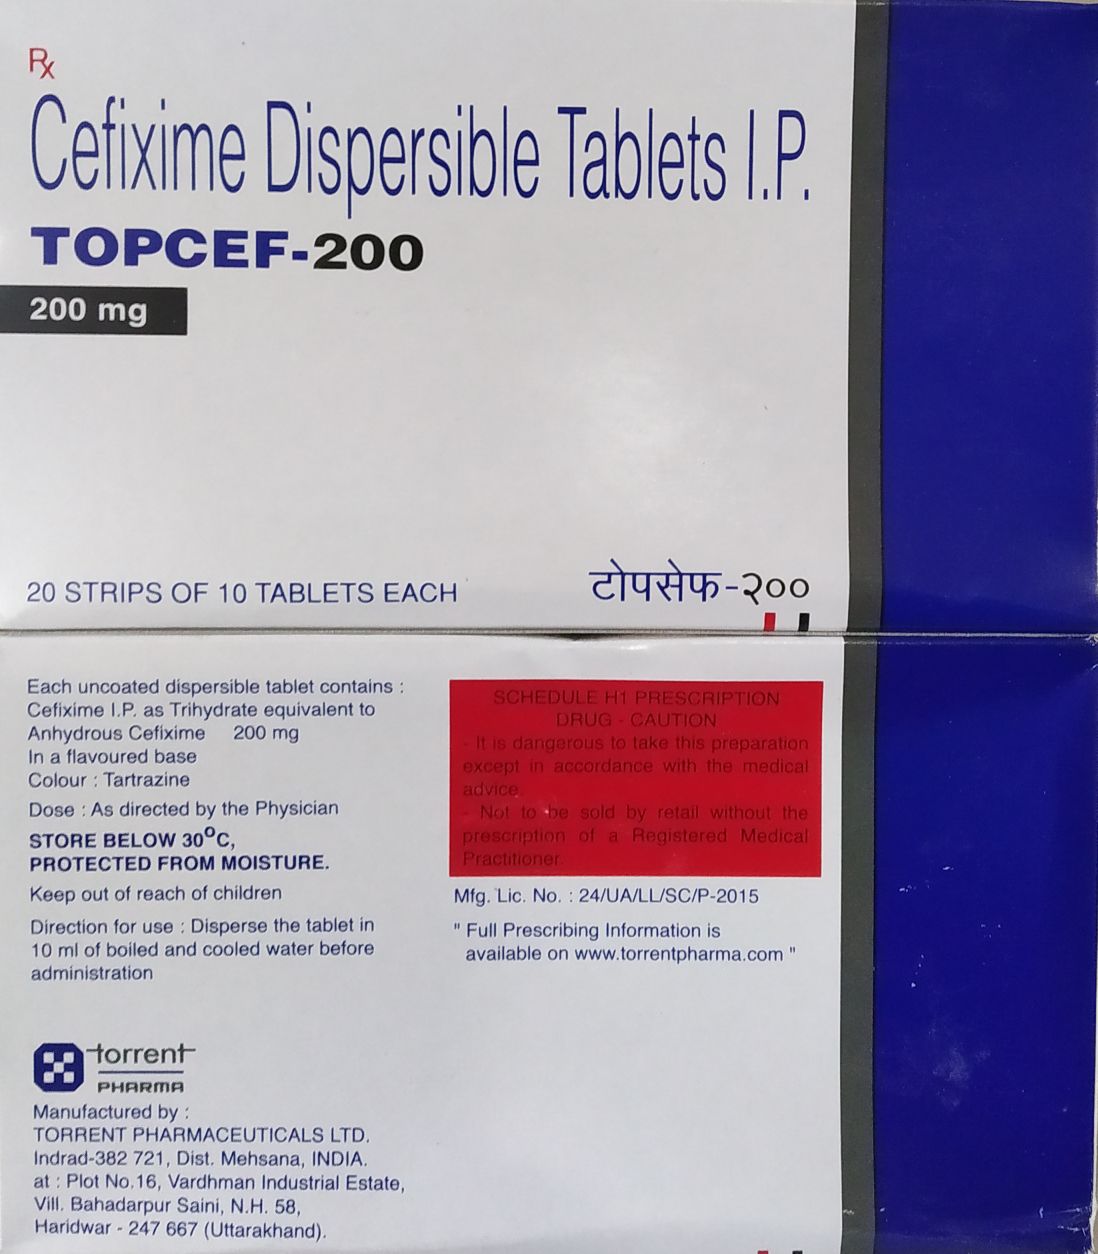 Rx
Cefixime Dispersible Tablets I.P.
TOPCEF-200
200 mg
20 STRIPS OF 10 TABLETS EACH
टोपसेफ-२००
Each uncoated dispersible tablet contains :
Cefixime I.P. as Trihydrate equivalent to
Anhydrous Cefixime 200 mg
In a flavoured base
Colour : Tartrazine
Dose : As directed by the Physician
STORE BELOW 30°C,
PROTECTED FROM MOISTURE.
Keep out of reach of children
Direction for use : Disperse the tablet in
10 ml of boiled and cooled water before
administration
SCHEDULE H1 PRESCRIPTION
DRUG - CAUTION
- It is dangerous to take this preparation
except in accordance with the medical
advice.
- Not to be sold by retail without the
prescription of a Registered Medical
Practitioner.
Mfg. Lic. No. : 24/UA/LL/SC/P-2015
" Full Prescribing Information is
available on www.torrentpharma.com "
torrent
PHARMA
Manufactured by :
TORRENT PHARMACEUTICALS LTD.
Indrad-382 721, Dist. Mehsana, INDIA.
at : Plot No.16, Vardhman Industrial Estate,
Vill. Bahadarpur Saini, N.H. 58,
Haridwar - 247 667 (Uttarakhand).